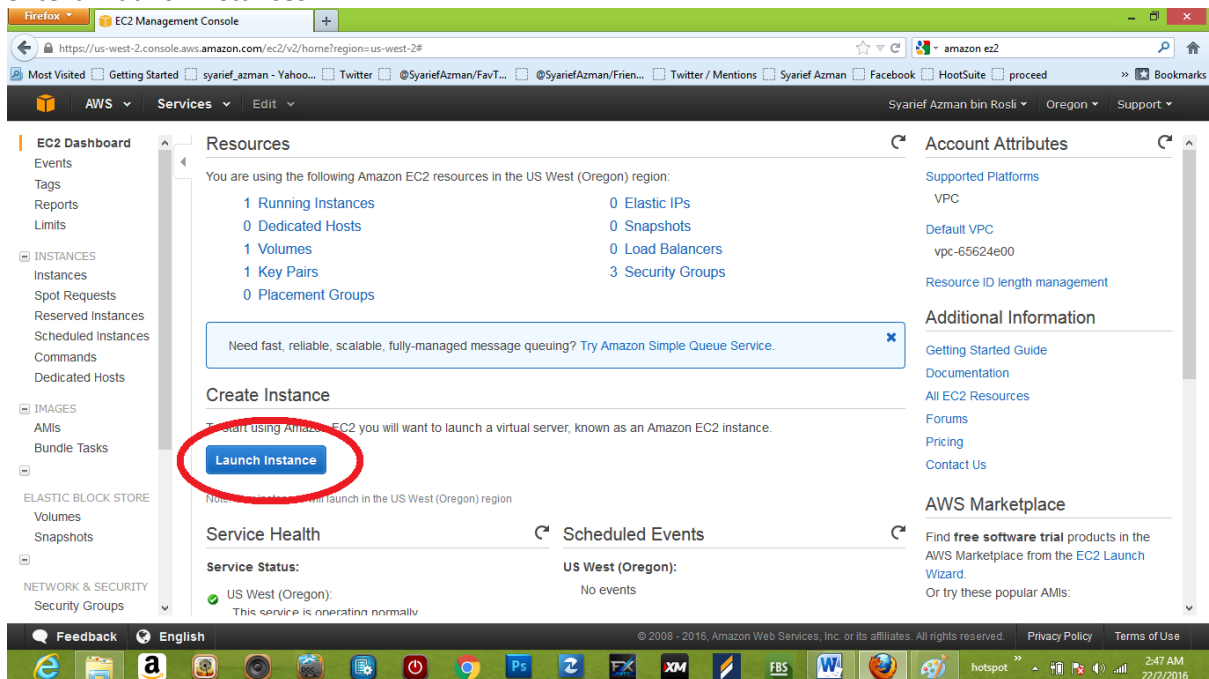 Firefox
EC2 Management Console
https://us-west-2.console.aws.amazon.com/ec2/v2/home?region=us-west-2#
amazon ez2
Most Visited Getting Started syarief_azman - Yahoo... Twitter @SyariefAzman/FavT... @SyariefAzman/Frien... Twitter / Mentions Syarief Azman Facebook HootSuite proceed » Bookmarks
AWS Services Edit Syarief Azman bin Rosli Oregon Support
EC2 Dashboard
Events
Tags
Reports
Limits
INSTANCES
Instances
Spot Requests
Reserved Instances
Scheduled Instances
Commands
Dedicated Hosts
IMAGES
AMIs
Bundle Tasks
ELASTIC BLOCK STORE
Volumes
Snapshots
NETWORK & SECURITY
Security Groups
Resources
You are using the following Amazon EC2 resources in the US West (Oregon) region:
1 Running Instances
0 Dedicated Hosts
1 Volumes
1 Key Pairs
0 Placement Groups
0 Elastic IPs
0 Snapshots
0 Load Balancers
3 Security Groups
Need fast, reliable, scalable, fully-managed message queuing? Try Amazon Simple Queue Service.
Create Instance
To start using Amazon EC2 you will want to launch a virtual server, known as an Amazon EC2 instance.
Launch Instance
will launch in the US West (Oregon) region
Service Health
Service Status:
US West (Oregon):
This service is operating normally
Scheduled Events
US West (Oregon):
No events
Account Attributes
Supported Platforms
VPC
Default VPC
vpc-65624e00
Resource ID length management
Additional Information
Getting Started Guide
Documentation
All EC2 Resources
Forums
Pricing
Contact Us
AWS Marketplace
Find free software trial products in the
AWS Marketplace from the EC2 Launch
Wizard.
Or try these popular AMIs:
Feedback English © 2008 - 2016, Amazon Web Services, Inc. or its affiliates. All rights reserved. Privacy Policy Terms of Use
a Ps Z FX XM FBS W hotspot » 2:47 AM
22/2/2016